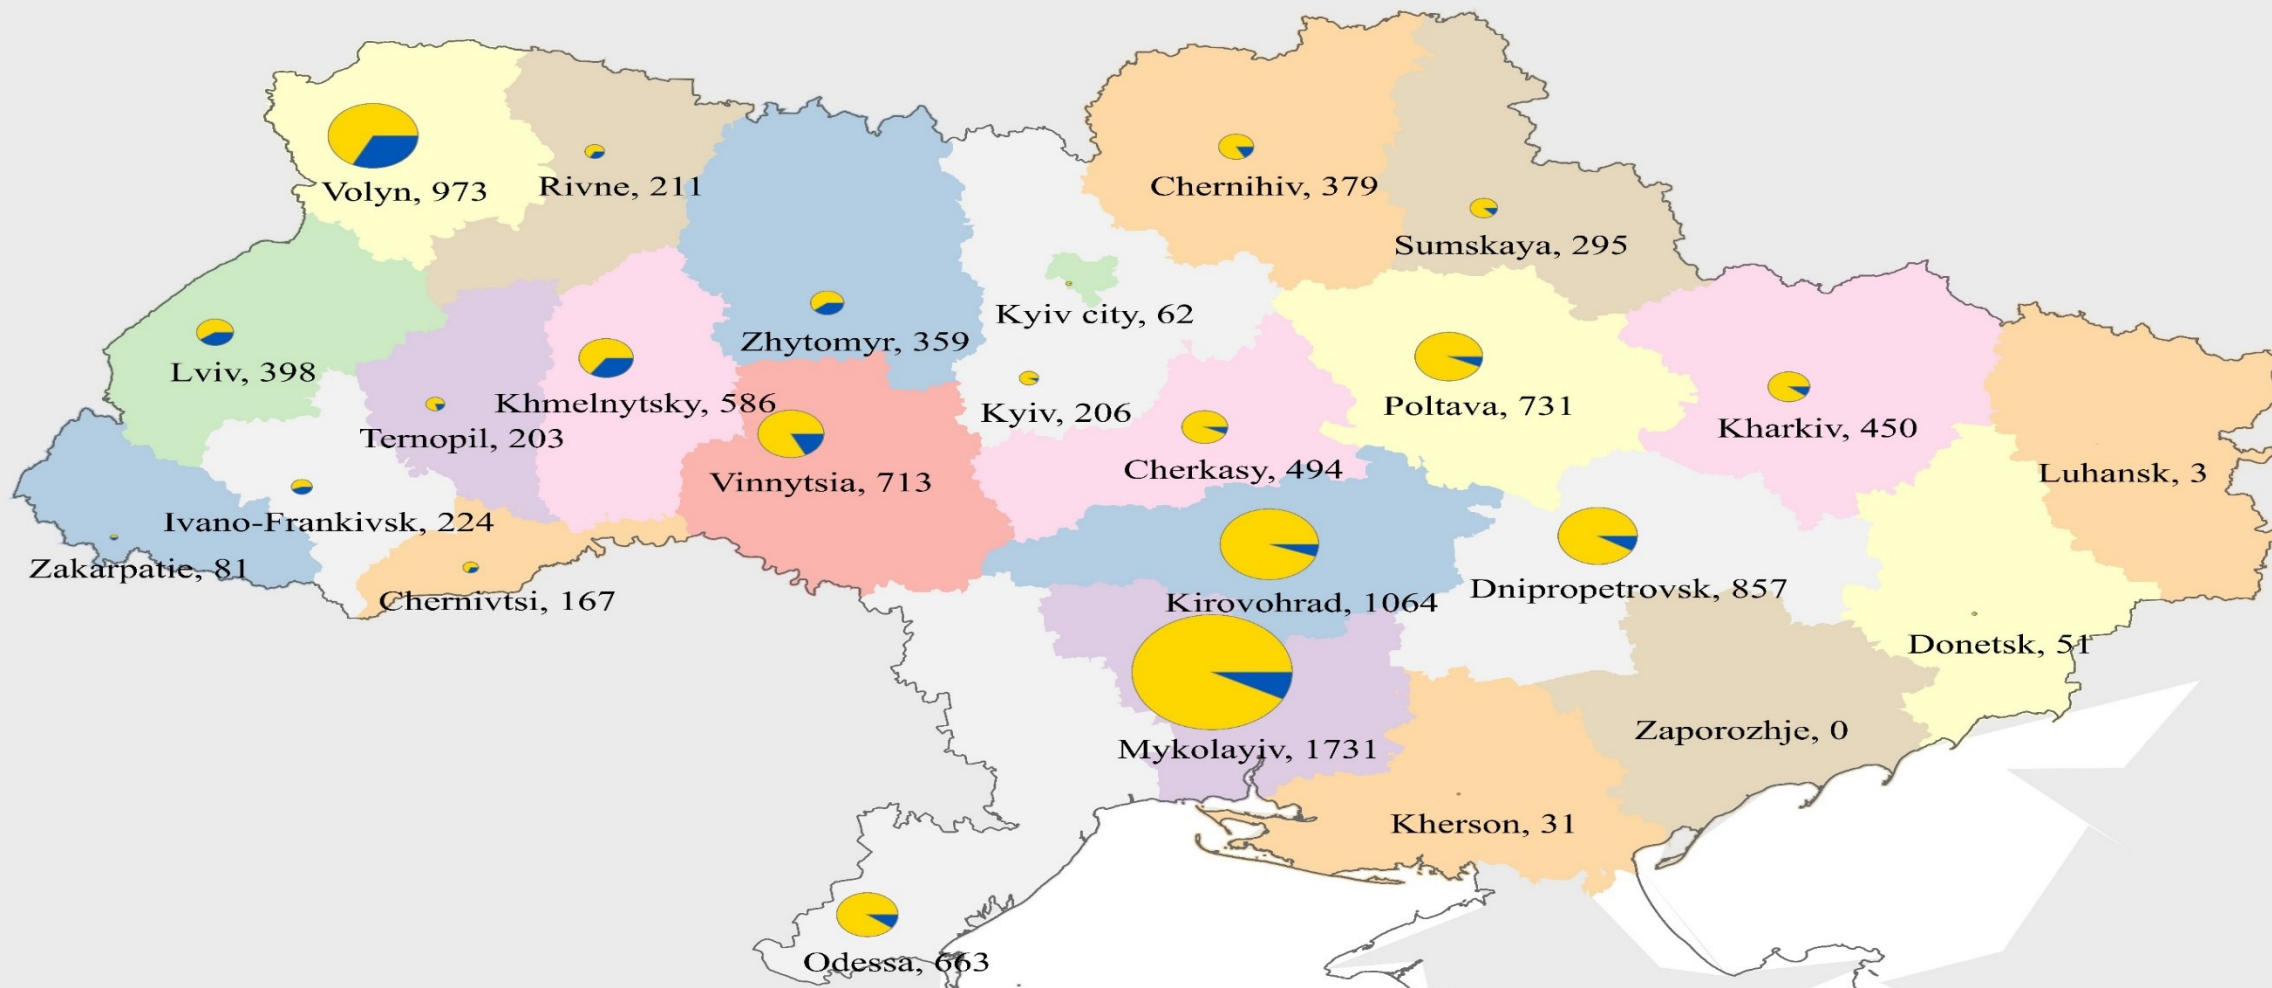 Volyn, 973
Rivne, 211
Chernihiv, 379
Sumskaya, 295
Kyiv city, 62
Zhytomyr, 359
Lviv, 398
Khmelnytsky, 586
Kyiv, 206
Poltava, 731
Kharkiv, 450
Ternopil, 203
Vinnytsia, 713
Cherkasy, 494
Luhansk, 3
Ivano-Frankivsk, 224
Zakarpatie, 81
Chernivtsi, 167
Kirovohrad, 1064
Dnipropetrovsk, 857
Donetsk, 51
Mykolayiv, 1731
Zaporozhje, 0
Kherson, 31
Odessa, 663